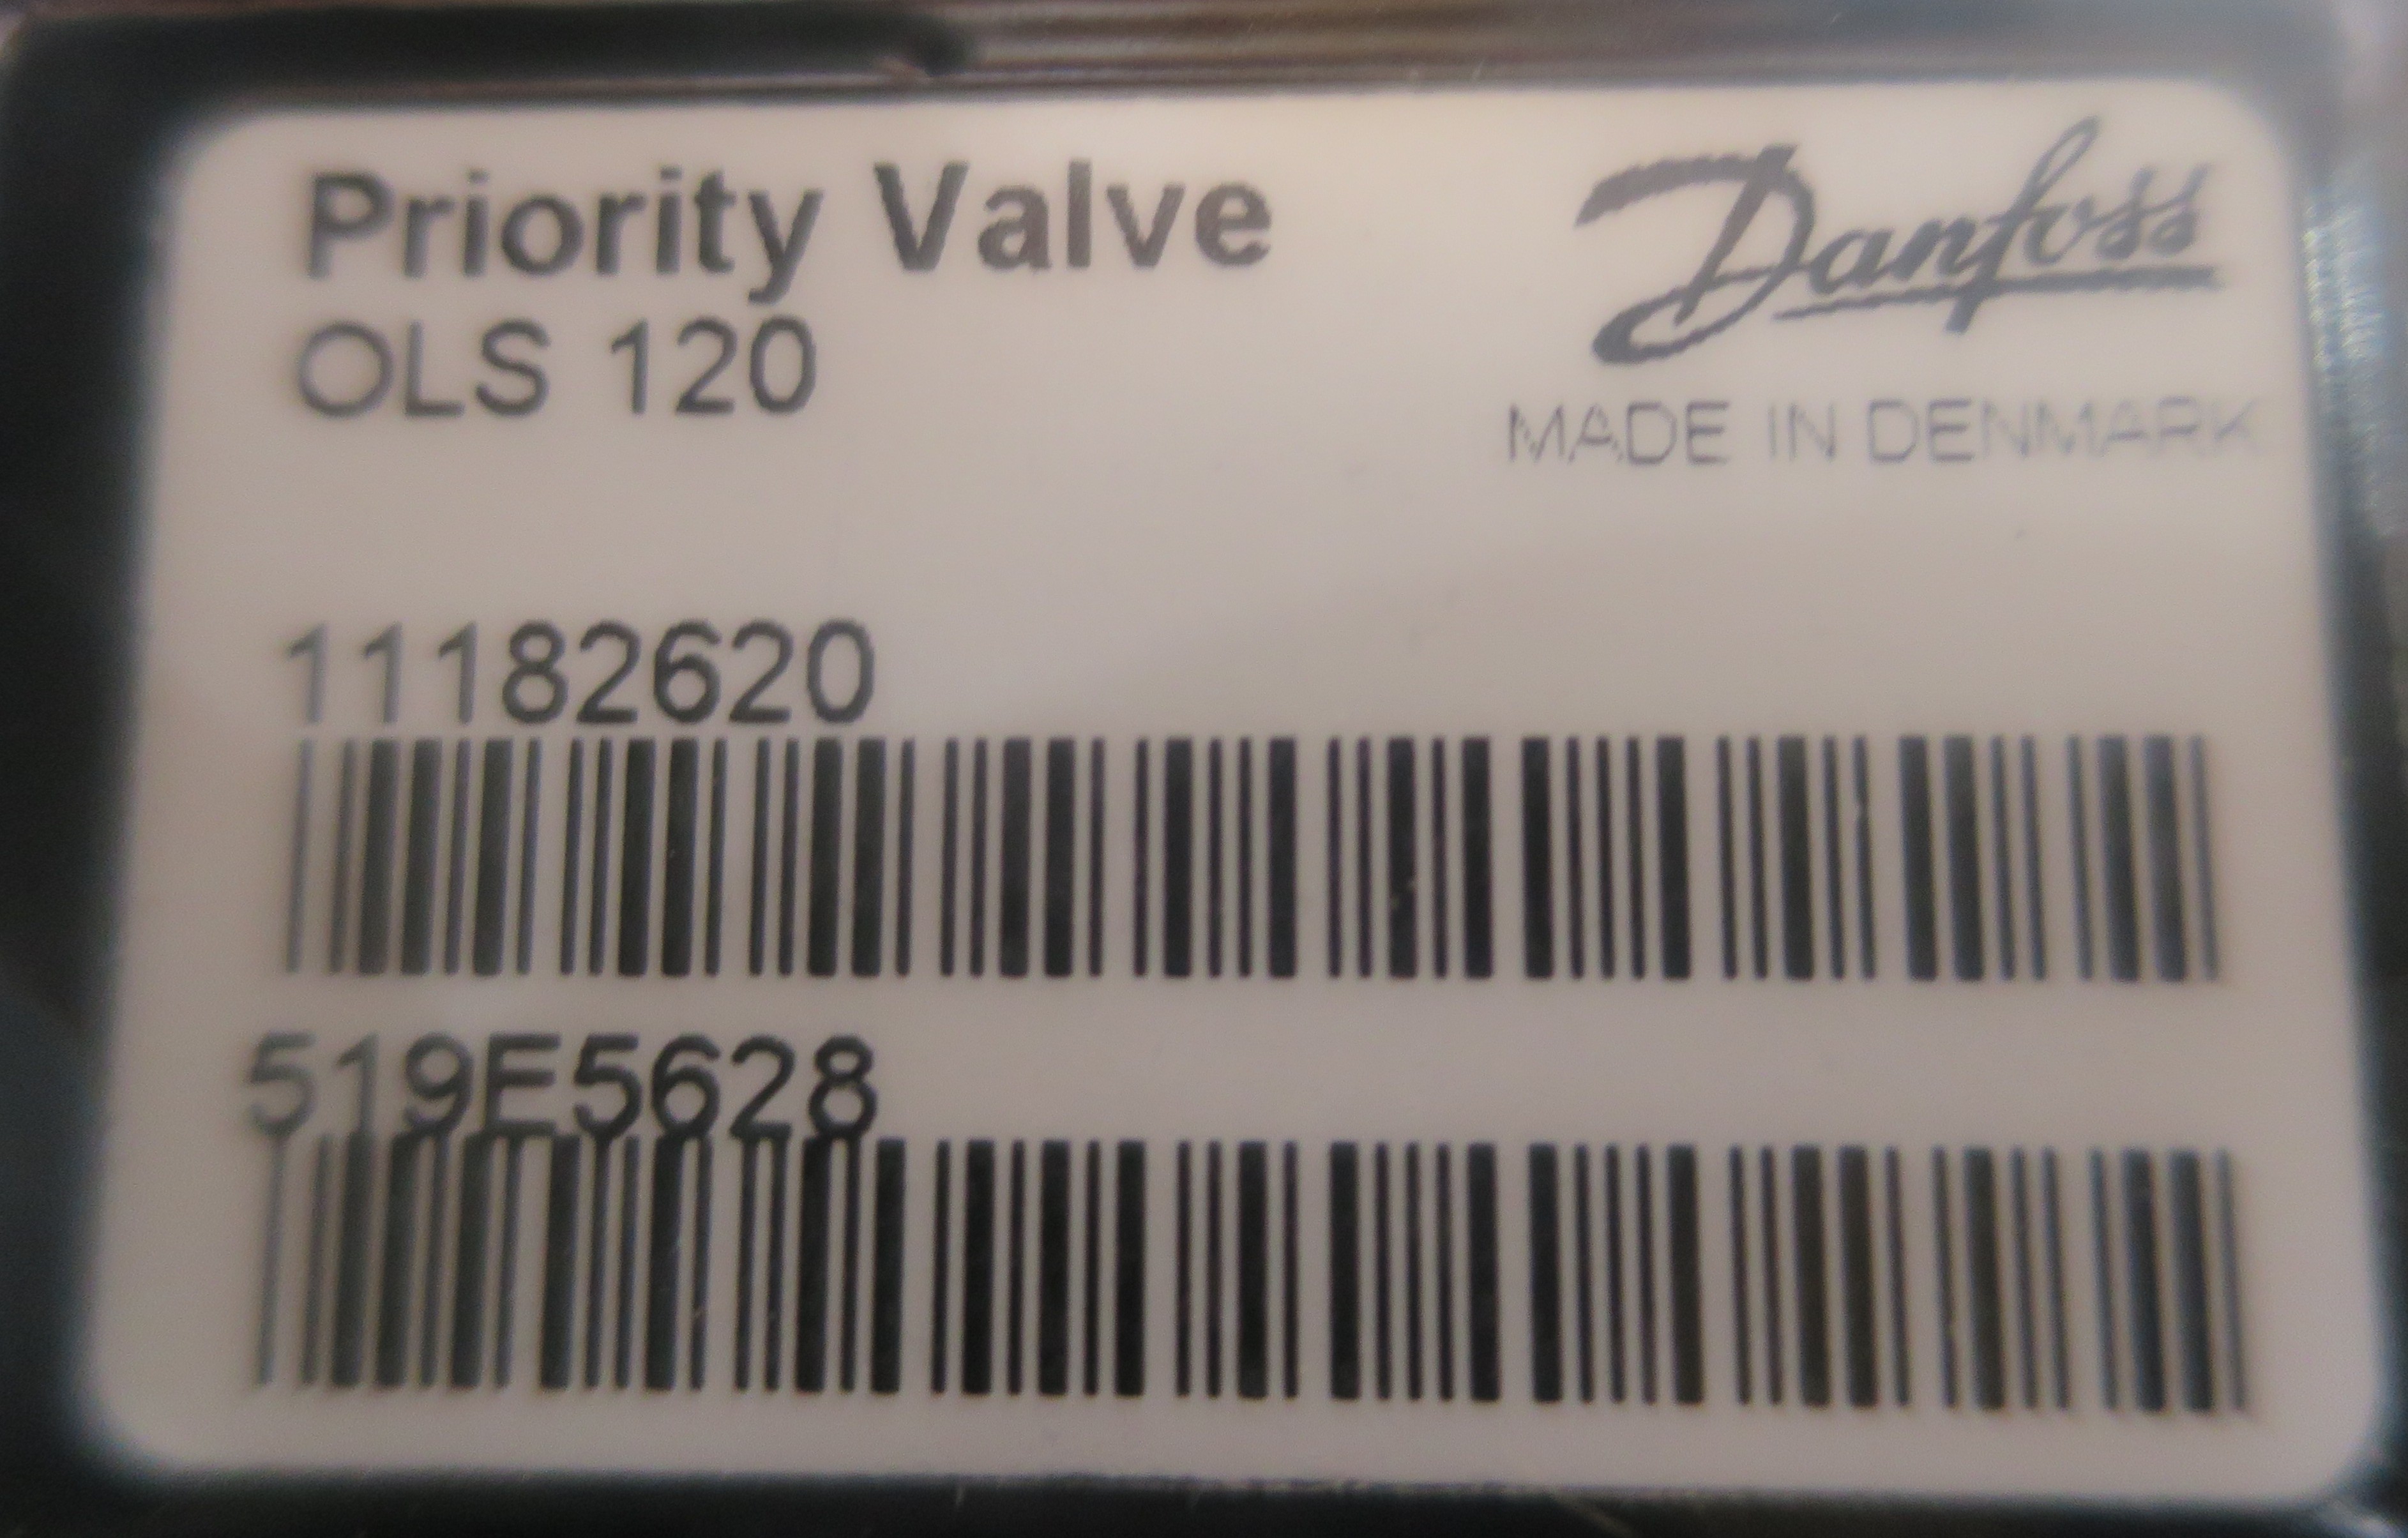 Priority Valve
Danfoss
OLS 120
MADE IN DENMARK
11182620
519E5628